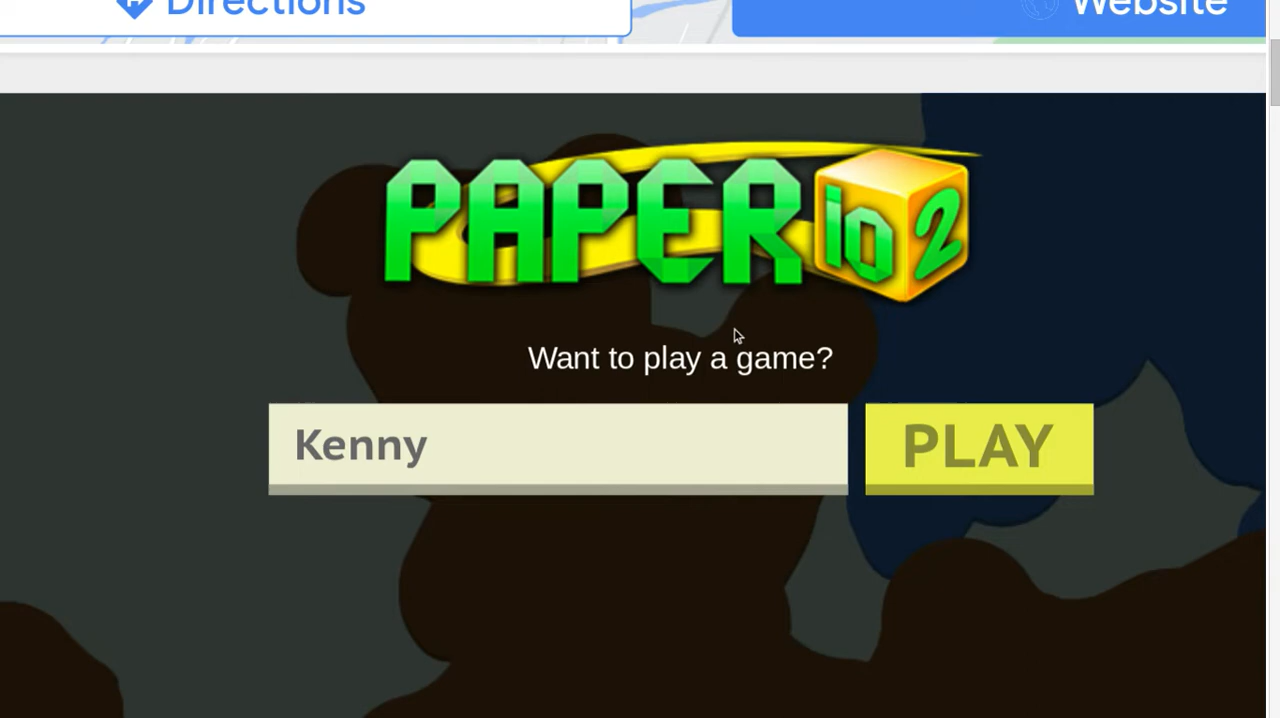 Directions
Website
PAPER io 2
Want to play a game?
Kenny
PLAY